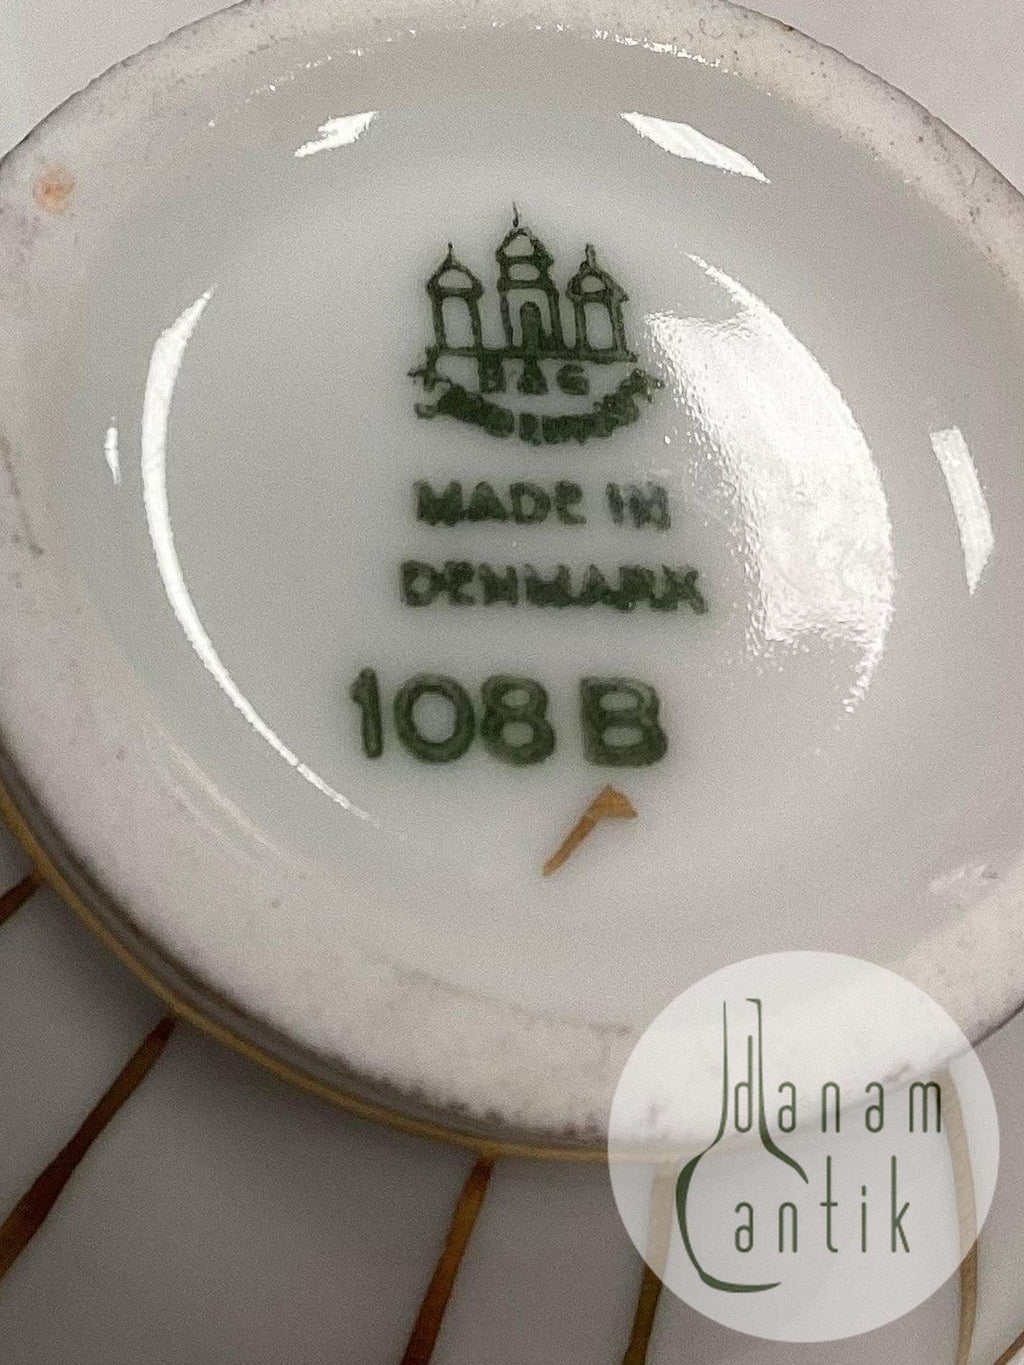 B & G
MADE IN
DENMARK
108 B
danam
antik